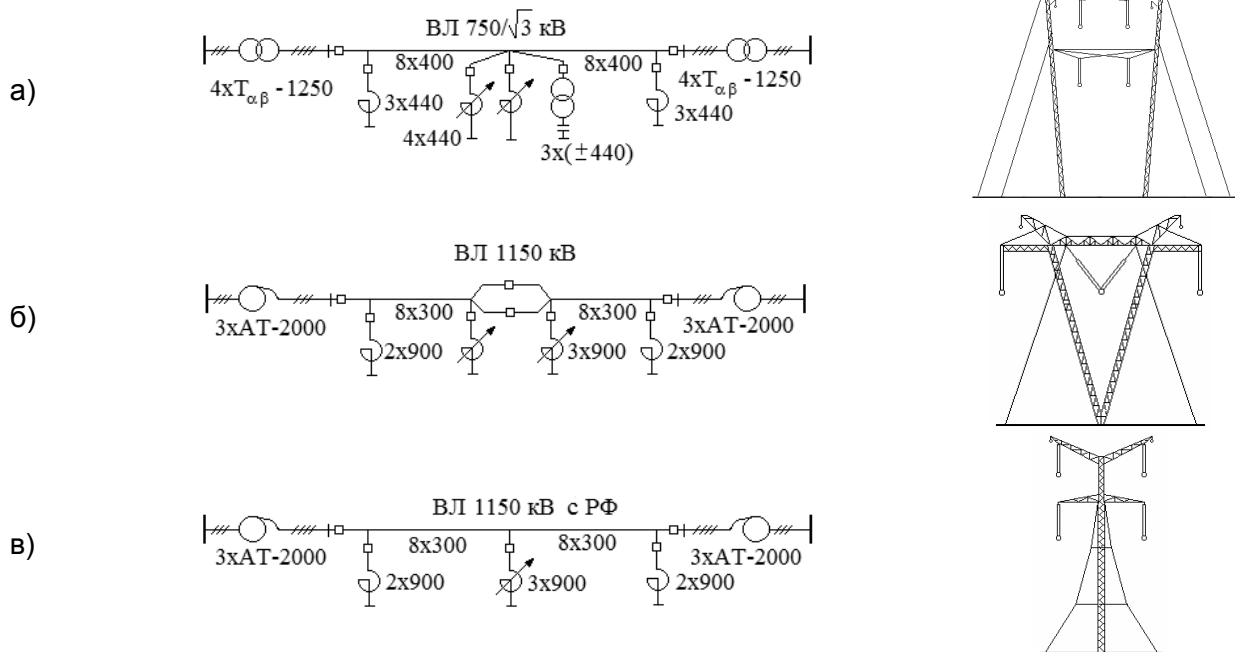 а)
ВЛ 750/√3 кВ
4xTαβ - 1250
8x400
8x400
4xTαβ - 1250
3x440
4x440
3x(±440)
3x440
б)
ВЛ 1150 кВ
3xАТ-2000
8x300
8x300
3xАТ-2000
2x900
3x900
2x900
в)
ВЛ 1150 кВ с РФ
3xАТ-2000
8x300
8x300
3xАТ-2000
2x900
3x900
2x900